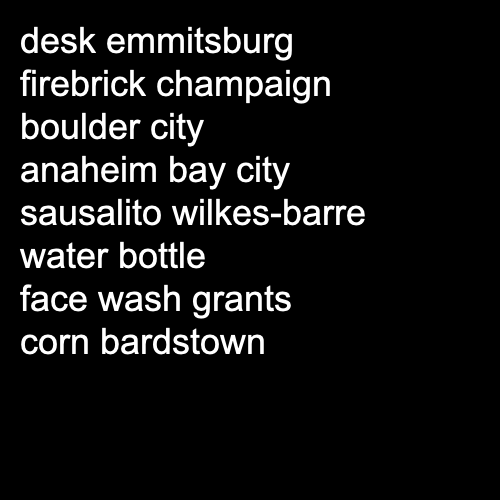 desk emmitsburg
firebrick champaign
boulder city
anaheim bay city
sausalito wilkes-barre
water bottle
face wash grants
corn bardstown